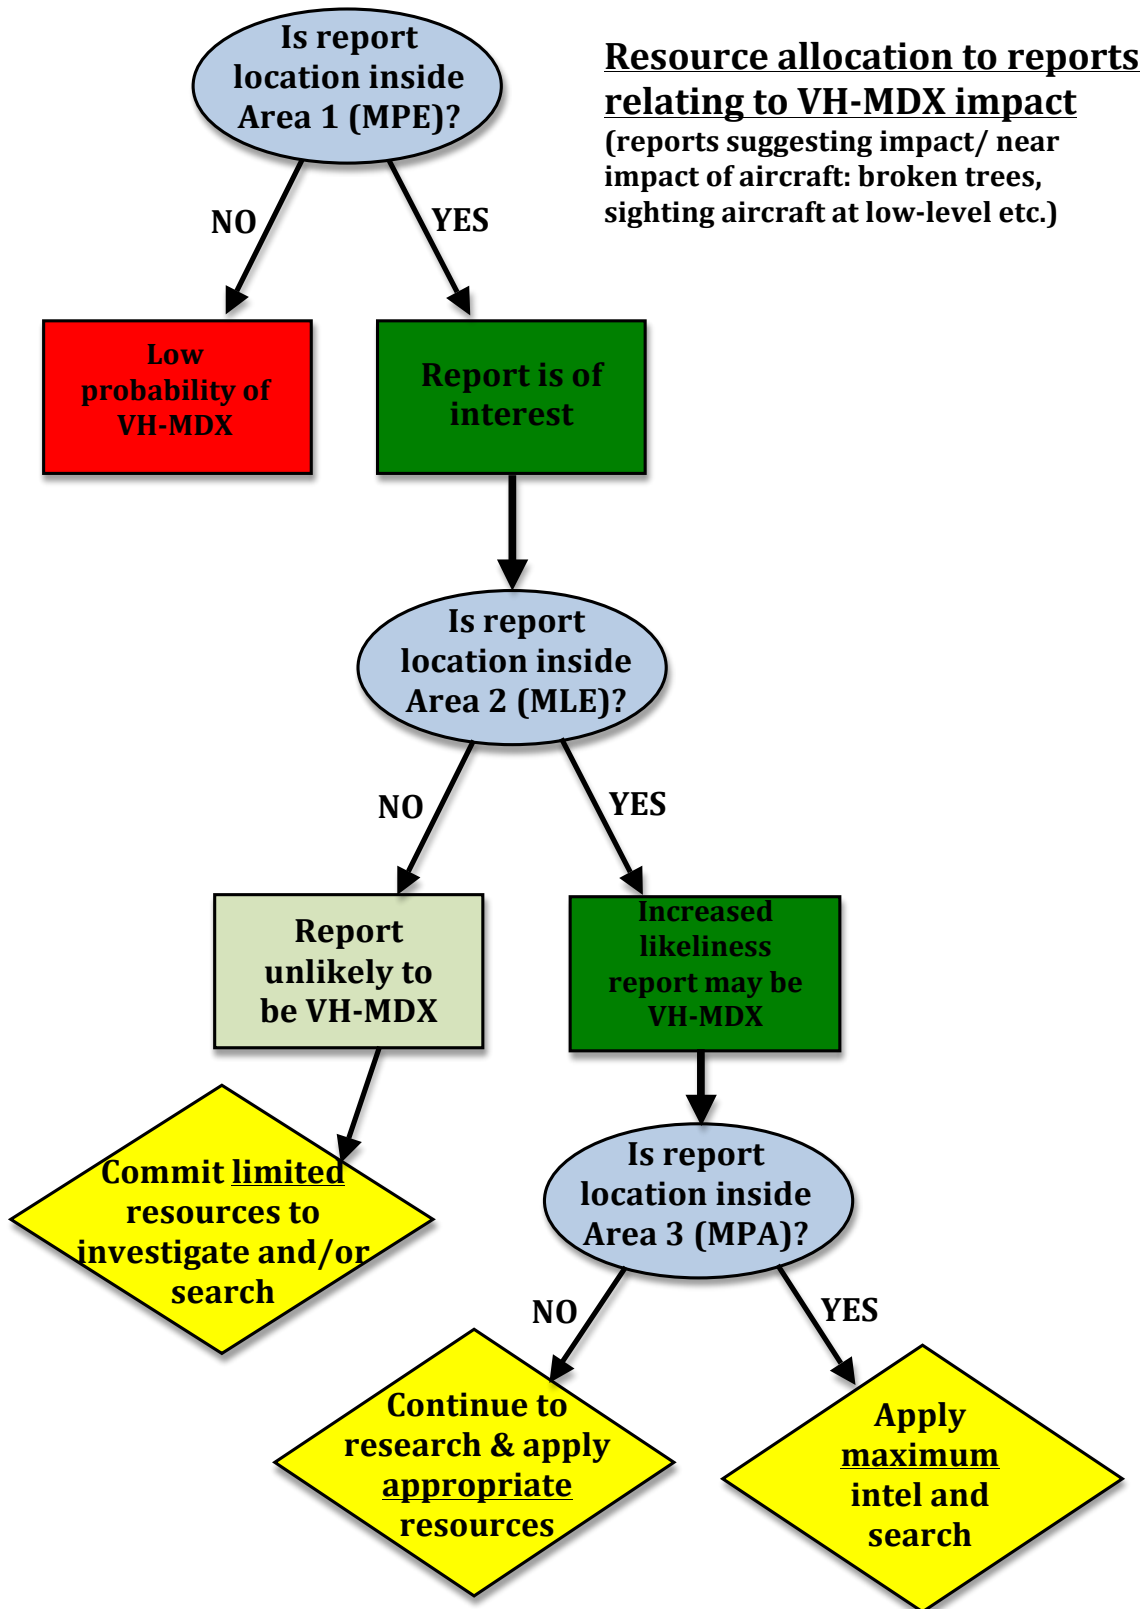 Is report
location inside
Area 1 (MPE)?
Resource allocation to reports
relating to VH-MDX impact
(reports suggesting impact/ near
impact of aircraft: broken trees,
sighting aircraft at low-level etc.)
NO
YES
Low
probability of
VH-MDX
Report is of
interest
Is report
location inside
Area 2 (MLE)?
NO
YES
Report
unlikely to
be VH-MDX
Increased
likeliness
report may be
VH-MDX
Commit limited
resources to
investigate and/or
search
Is report
location inside
Area 3 (MPA)?
NO
YES
Continue to
research & apply
appropriate
resources
Apply
maximum
intel and
search